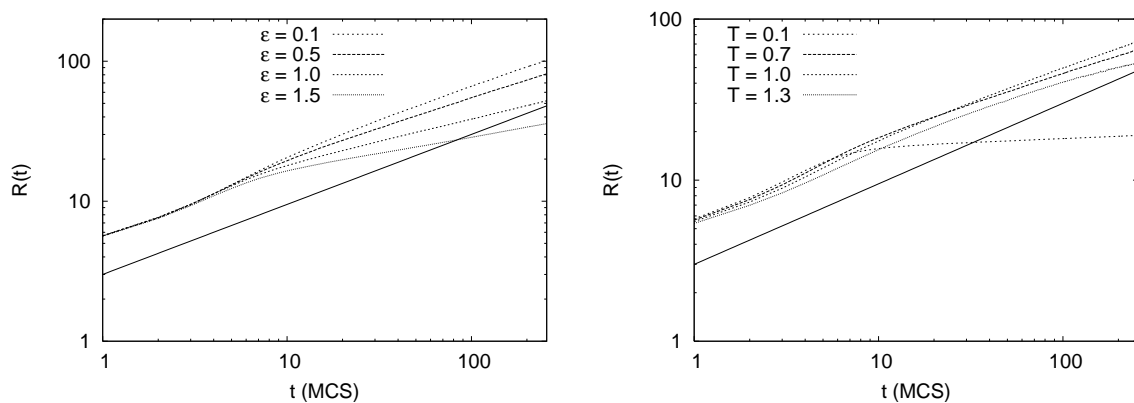 R(t)
100
10
1
ε = 0.1
ε = 0.5
ε = 1.0
ε = 1.5
1 10 100
t (MCS)
R(t)
100
10
1
T = 0.1
T = 0.7
T = 1.0
T = 1.3
1 10 100
t (MCS)